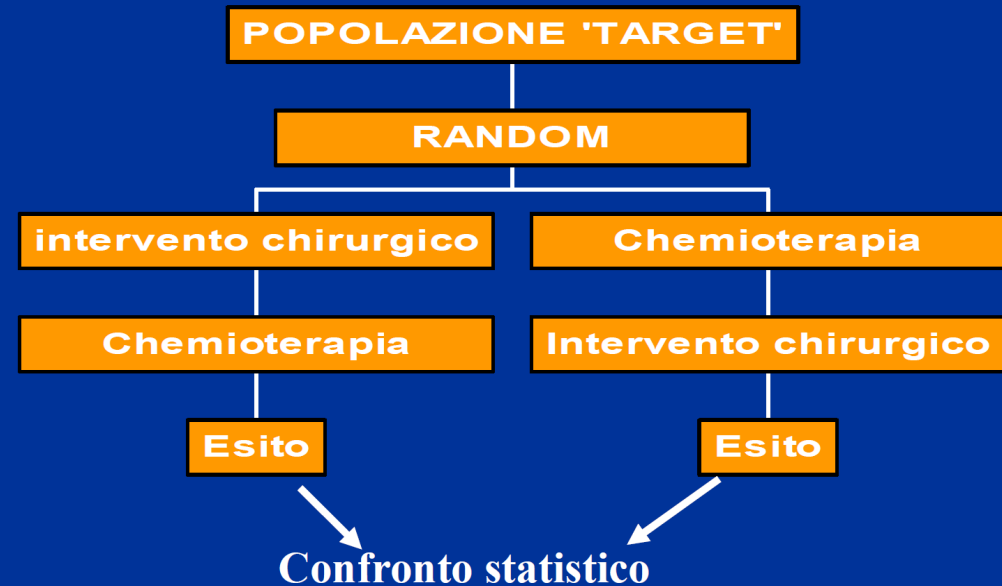 POPOLAZIONE 'TARGET'
RANDOM
intervento chirurgico
Chemioterapia
Chemioterapia
Intervento chirurgico
Esito
Esito
Confronto statistico